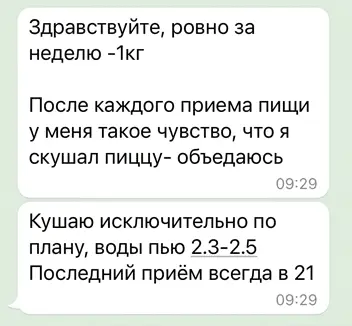 Здравствуйте, ровно за
неделю -1кг
После каждого приема пищи
у меня такое чувство, что я
скушал пиццу- объедаюсь
09:29
Кушаю исключительно по
плану, воды пью 2.3-2.5
Последний приём всегда в 21
09:29